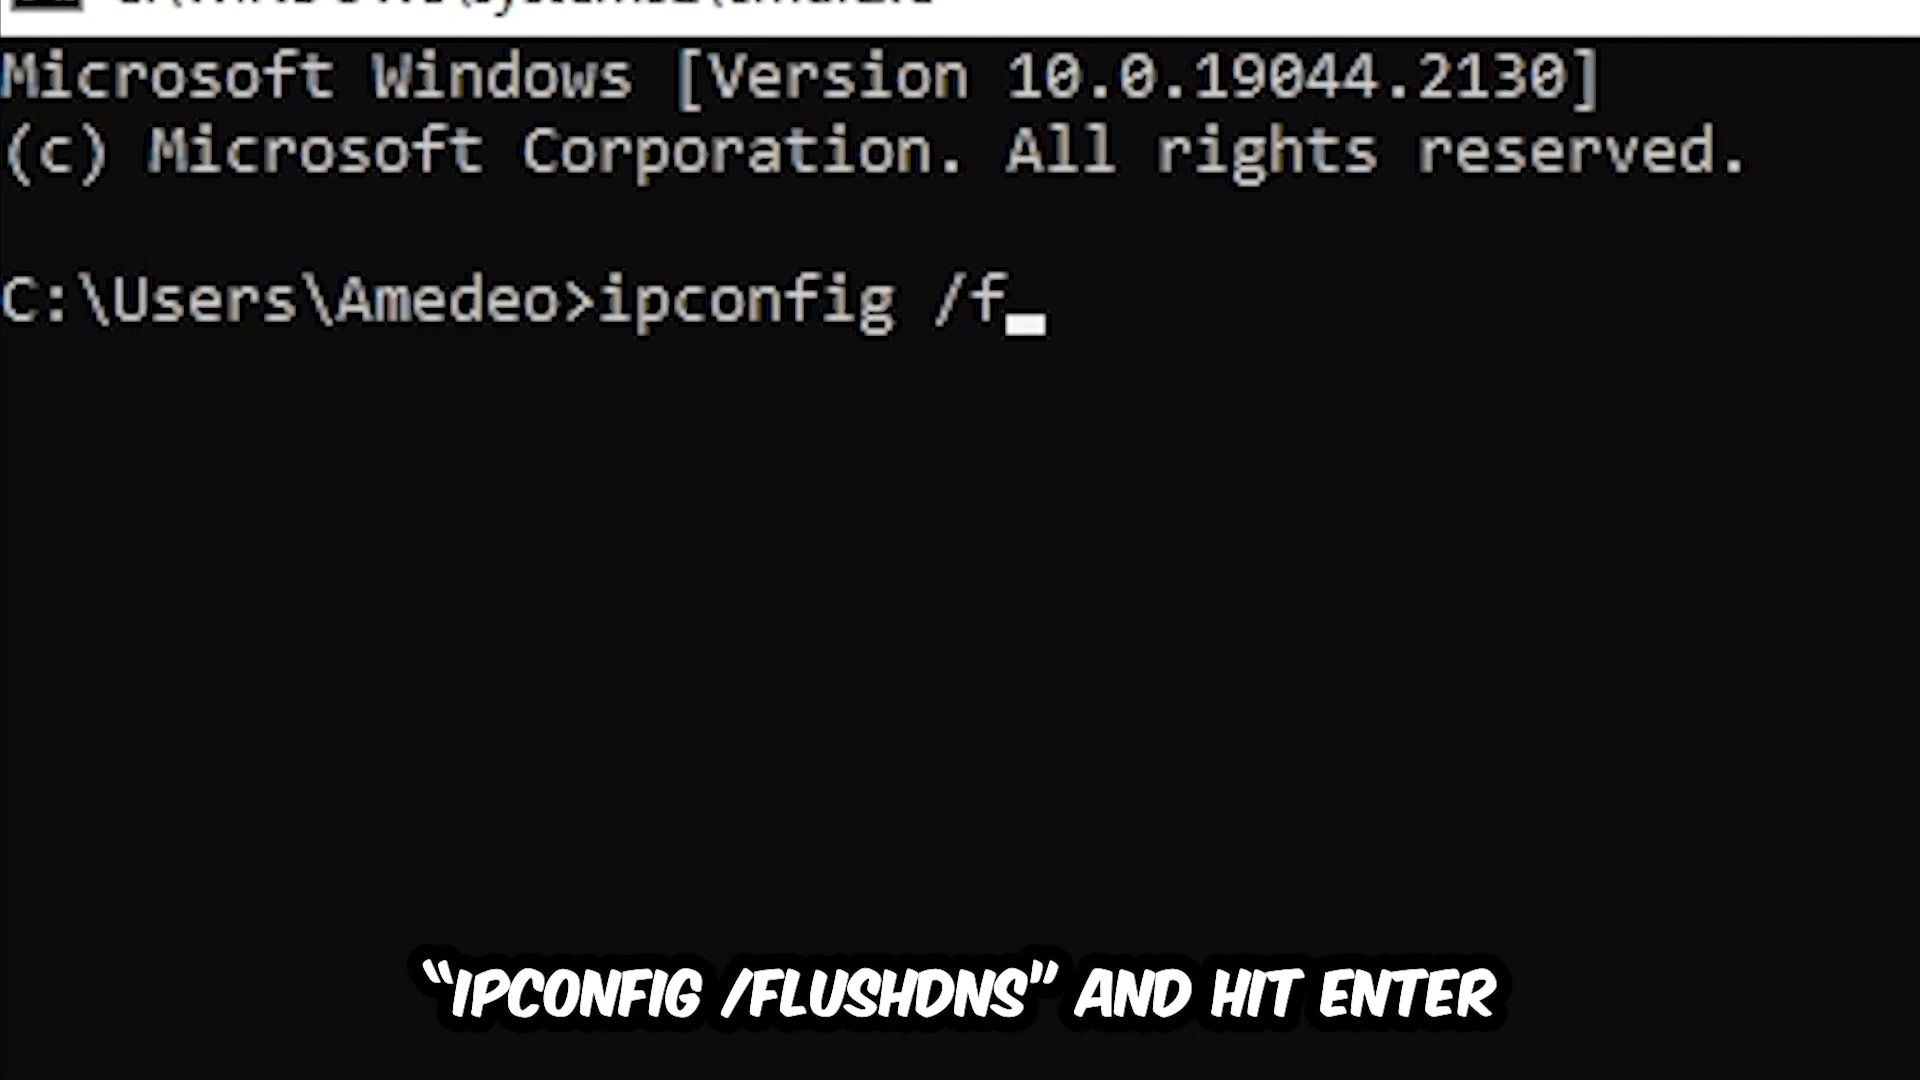 Microsoft Windows [Version 10.0.19044.2130]
(c) Microsoft Corporation. All rights reserved.
C:\Users\Amedeo>ipconfig /f
“IPCONFIG /FLUSHDNS” AND HIT ENTER